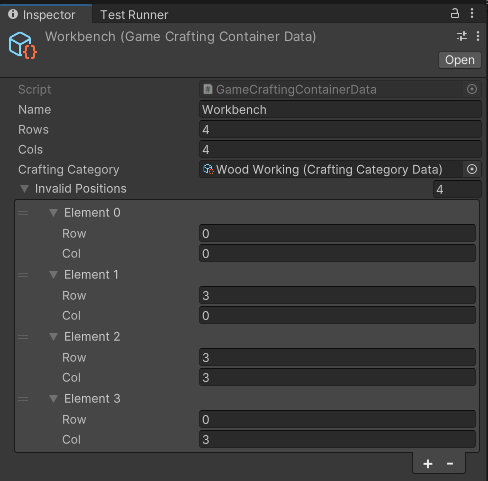 Inspector Test Runner
Workbench (Game Crafting Container Data)
Open
Script GameCraftingContainerData
Name Workbench
Rows 4
Cols 4
Crafting Category Wood Working (Crafting Category Data)
Invalid Positions 4
Element 0
Row 0
Col 0
Element 1
Row 3
Col 0
Element 2
Row 3
Col 3
Element 3
Row 0
Col 3
+ -